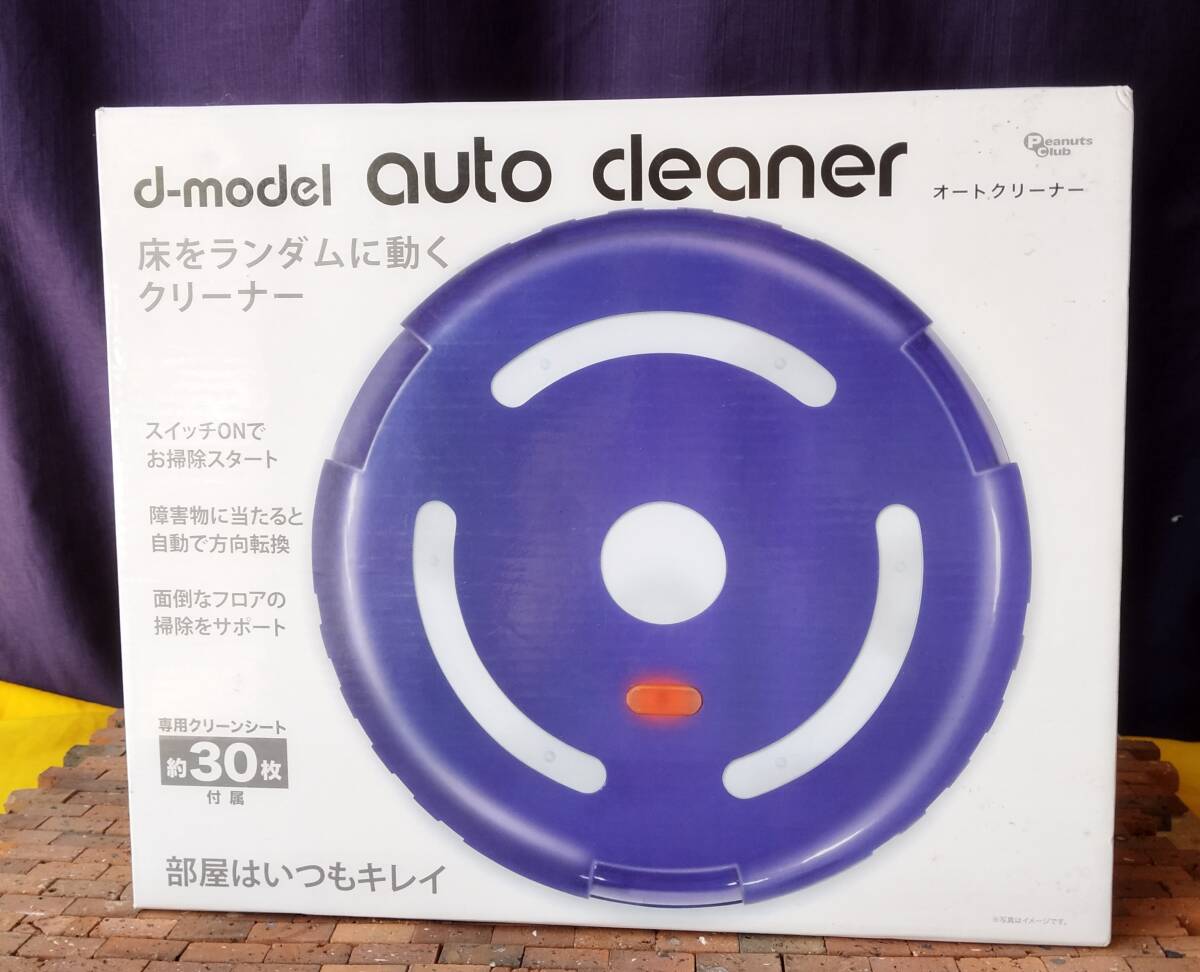 d-model auto cleaner
オートクリーナー
Peanuts
Club
床をランダムに動く
クリーナー
スイッチONで
お掃除スタート
障害物に当たると
自動で方向転換
面倒なフロアの
掃除をサポート
専用クリーンシート
約30枚
付属
部屋はいつもキレイ
※写真はイメージです。